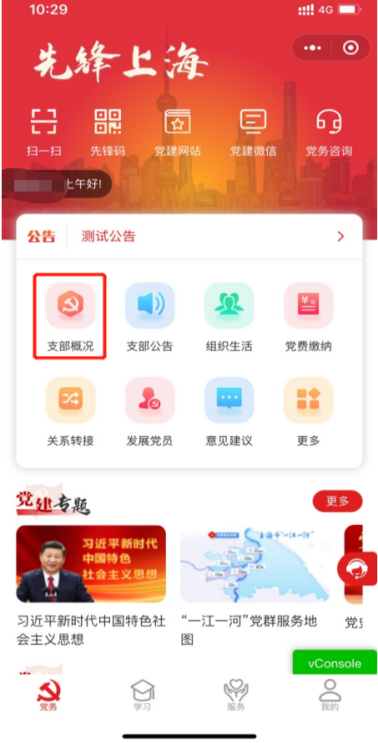 10:29
4G
先锋上海
扫一扫
先锋码
党建网站
党建微信
党务咨询
上午好!
公告
测试公告
支部概况
支部公告
组织生活
党费缴纳
关系转接
发展党员
意见建议
更多
党建专题
更多
习近平新时代
中国特色
社会主义思想
上海市“一江一河”
习近平新时代中国特色社
会主义思想
“一江一河”党群服务地
图
党史
vConsole
党务
学习
服务
我的